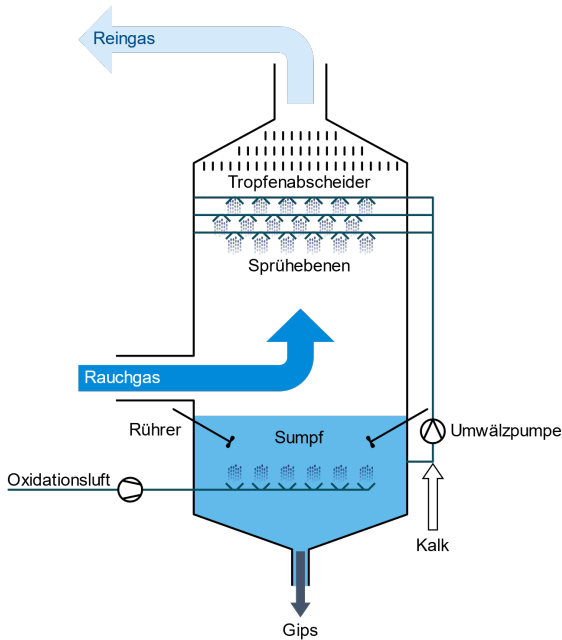 Reingas
Tropfenabscheider
Sprühebenen
Rauchgas
Rührer
Sumpf
Umwälzpumpe
Oxidationsluft
Kalk
Gips